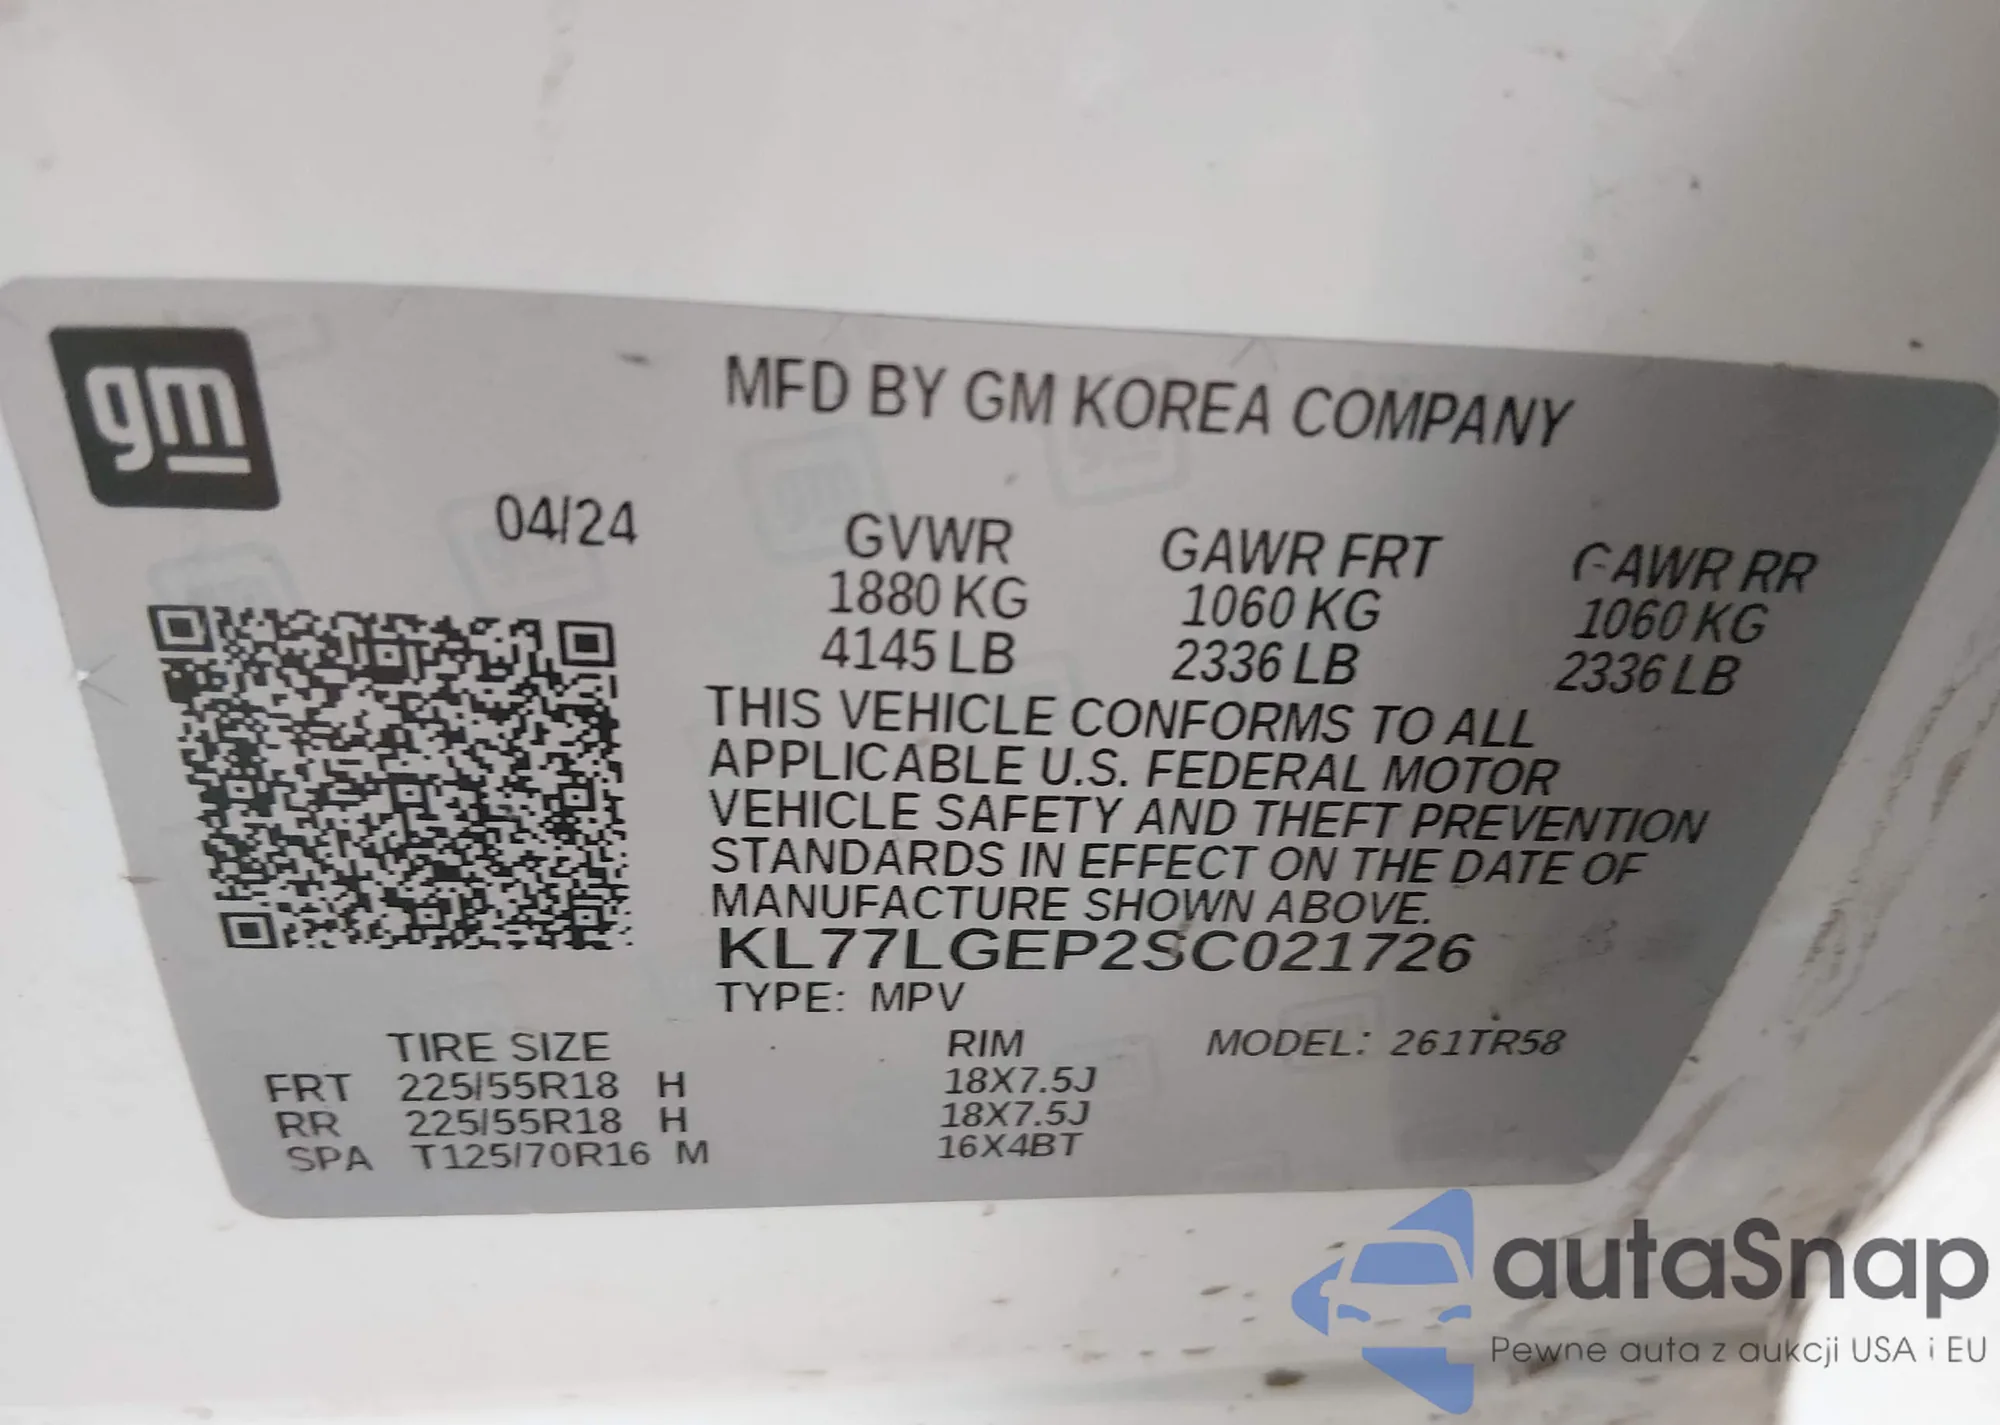 gm
MFD BY GM KOREA COMPANY
04/24
GVWR GAWR FRT GAWR RR
1880 KG 1060 KG 1060 KG
4145 LB 2336 LB 2336 LB
THIS VEHICLE CONFORMS TO ALL
APPLICABLE U.S. FEDERAL MOTOR
VEHICLE SAFETY AND THEFT PREVENTION
STANDARDS IN EFFECT ON THE DATE OF
MANUFACTURE SHOWN ABOVE.
KL77LGEP2SC021726
TYPE: MPV
TIRE SIZE RIM MODEL: 261TR58
FRT 225/55R18 H 18X7.5J
RR 225/55R18 H 18X7.5J
SPA T125/70R16 M 16X4BT
autaSnap
Pewne auta z aukcji USA i EU